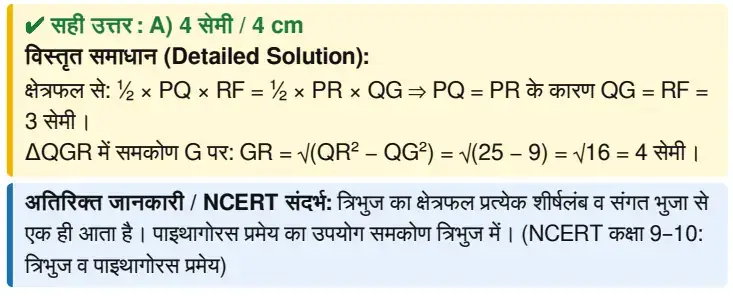 ✔ सही उत्तर : A) 4 सेमी / 4 cm
विस्तृत समाधान (Detailed Solution):
क्षेत्रफल से: ½ × PQ × RF = ½ × PR × QG ⇒ PQ = PR के कारण QG = RF =
3 सेमी।
ΔQGR में समकोण G पर: GR = √(QR² − QG²) = √(25 − 9) = √16 = 4 सेमी।
अतिरिक्त जानकारी / NCERT संदर्भ: त्रिभुज का क्षेत्रफल प्रत्येक शीर्षलंब व संगत भुजा से
एक ही आता है। पाइथागोरस प्रमेय का उपयोग समकोण त्रिभुज में। (NCERT कक्षा 9–10:
त्रिभुज व पाइथागोरस प्रमेय)